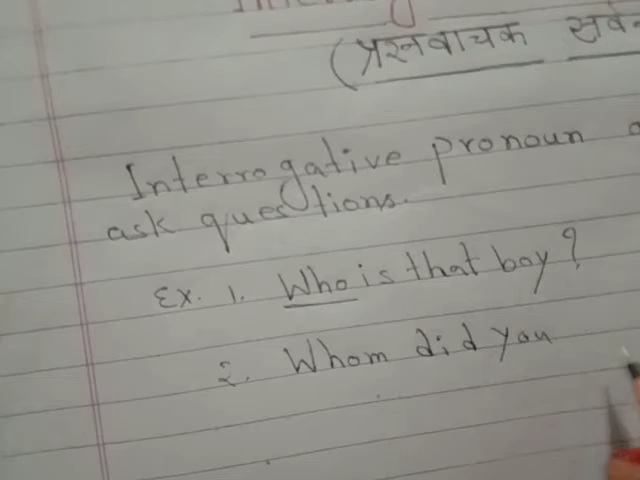 (प्रश्नवाचक
Interrogative pronoun
ask questions.
Ex. 1. Who is that boy?
2. Whom did you